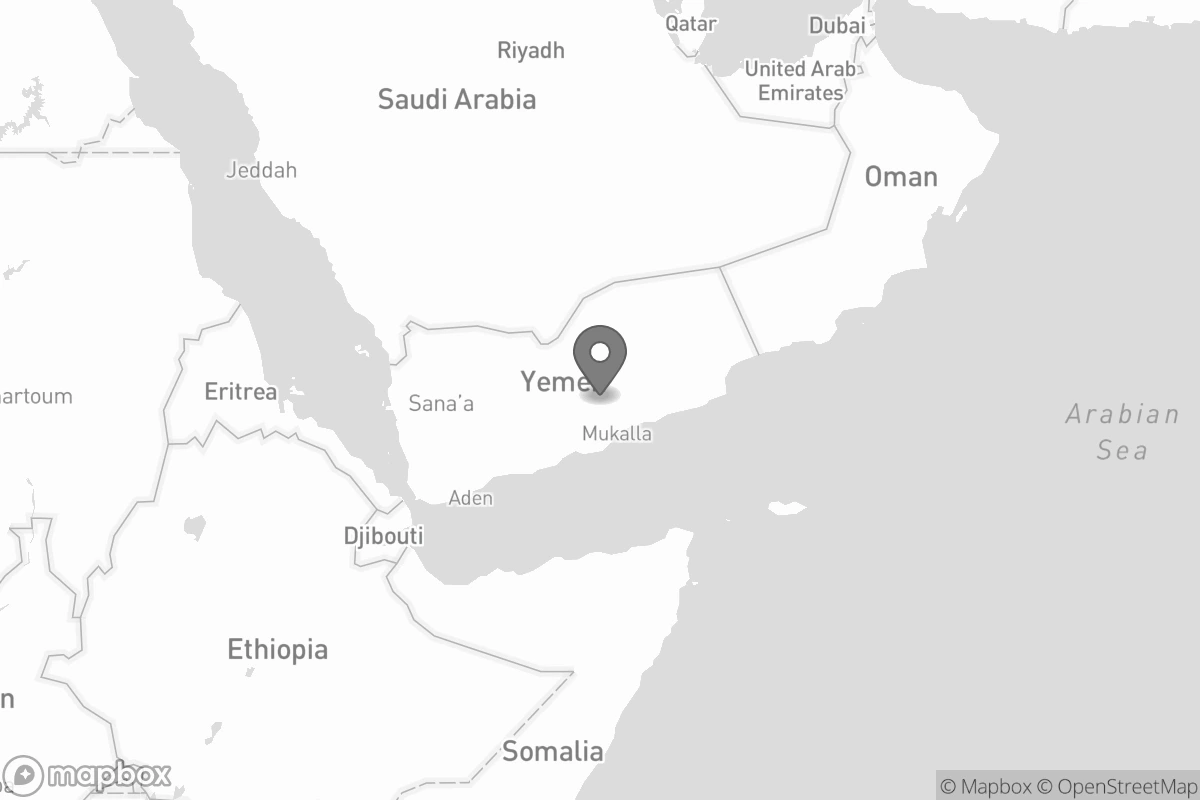 Qatar
Dubai
Riyadh
United Arab
Emirates
Saudi Arabia
Jeddah
Oman
Yeme
artoum
Eritrea
Sana'a
Arabian
Sea
Mukalla
Aden
Djibouti
Ethiopia
n
Somalia
mapbox
© Mapbox © OpenStreetMap